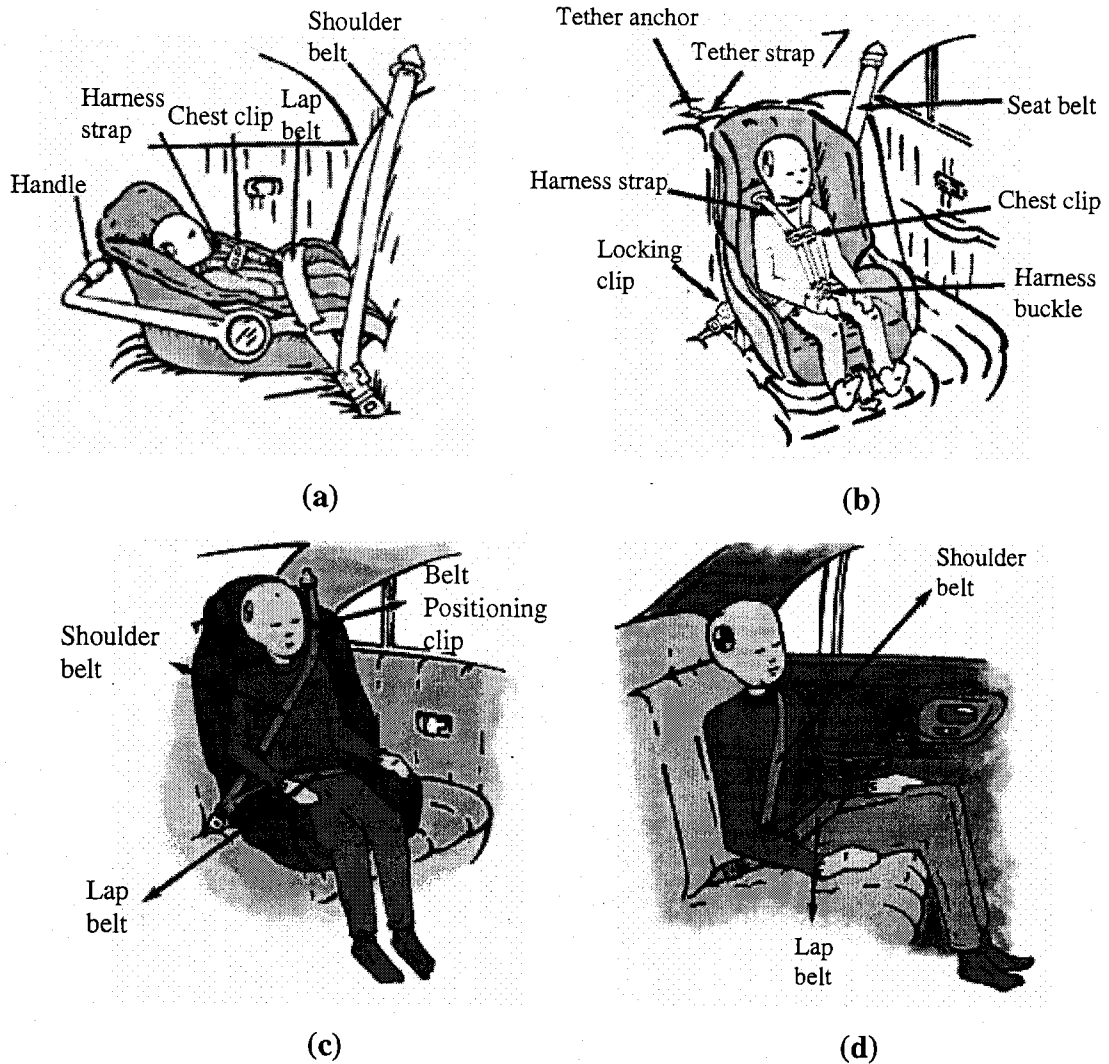 Shoulder
belt
Harness
strap
Chest clip
Lap
belt
Handle
(a)
Tether anchor
Tether strap
Seat belt
Harness strap
Chest clip
Locking
clip
Harness
buckle
(b)
Belt
Positioning
clip
Shoulder
belt
Lap
belt
(c)
Shoulder
belt
Lap
belt
(d)